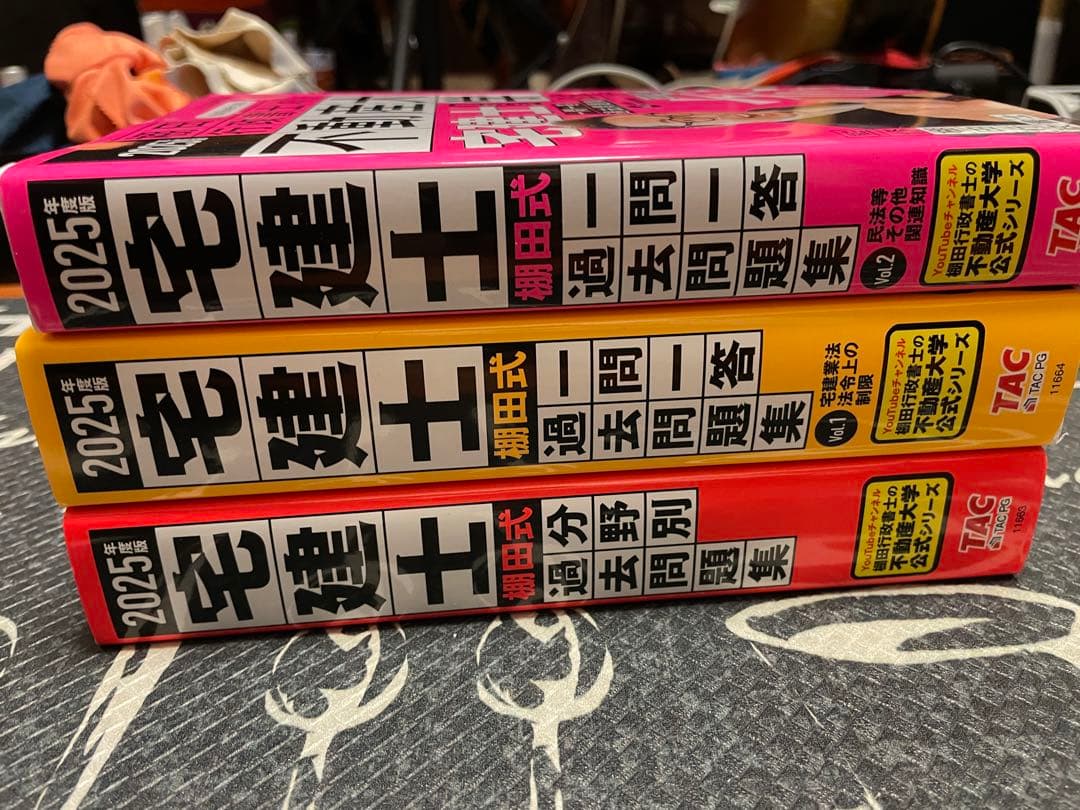 2025年度版
宅建士
棚田式
一問一答
過去問題集
Vol.2
民法等
その他
関連知識
YouTubeチャンネル
棚田行政書士の
不動産大学
公式シリーズ
TAC
2025年度版
宅建士
棚田式
一問一答
過去問題集
Vol.1
宅建業法
法令上の
制限
YouTubeチャンネル
棚田行政書士の
不動産大学
公式シリーズ
TAC
TAC PG
11664
2025年度版
宅建士
棚田式
分野別
過去問題集
YouTubeチャンネル
棚田行政書士の
不動産大学
公式シリーズ
TAC
TAC PG
11663